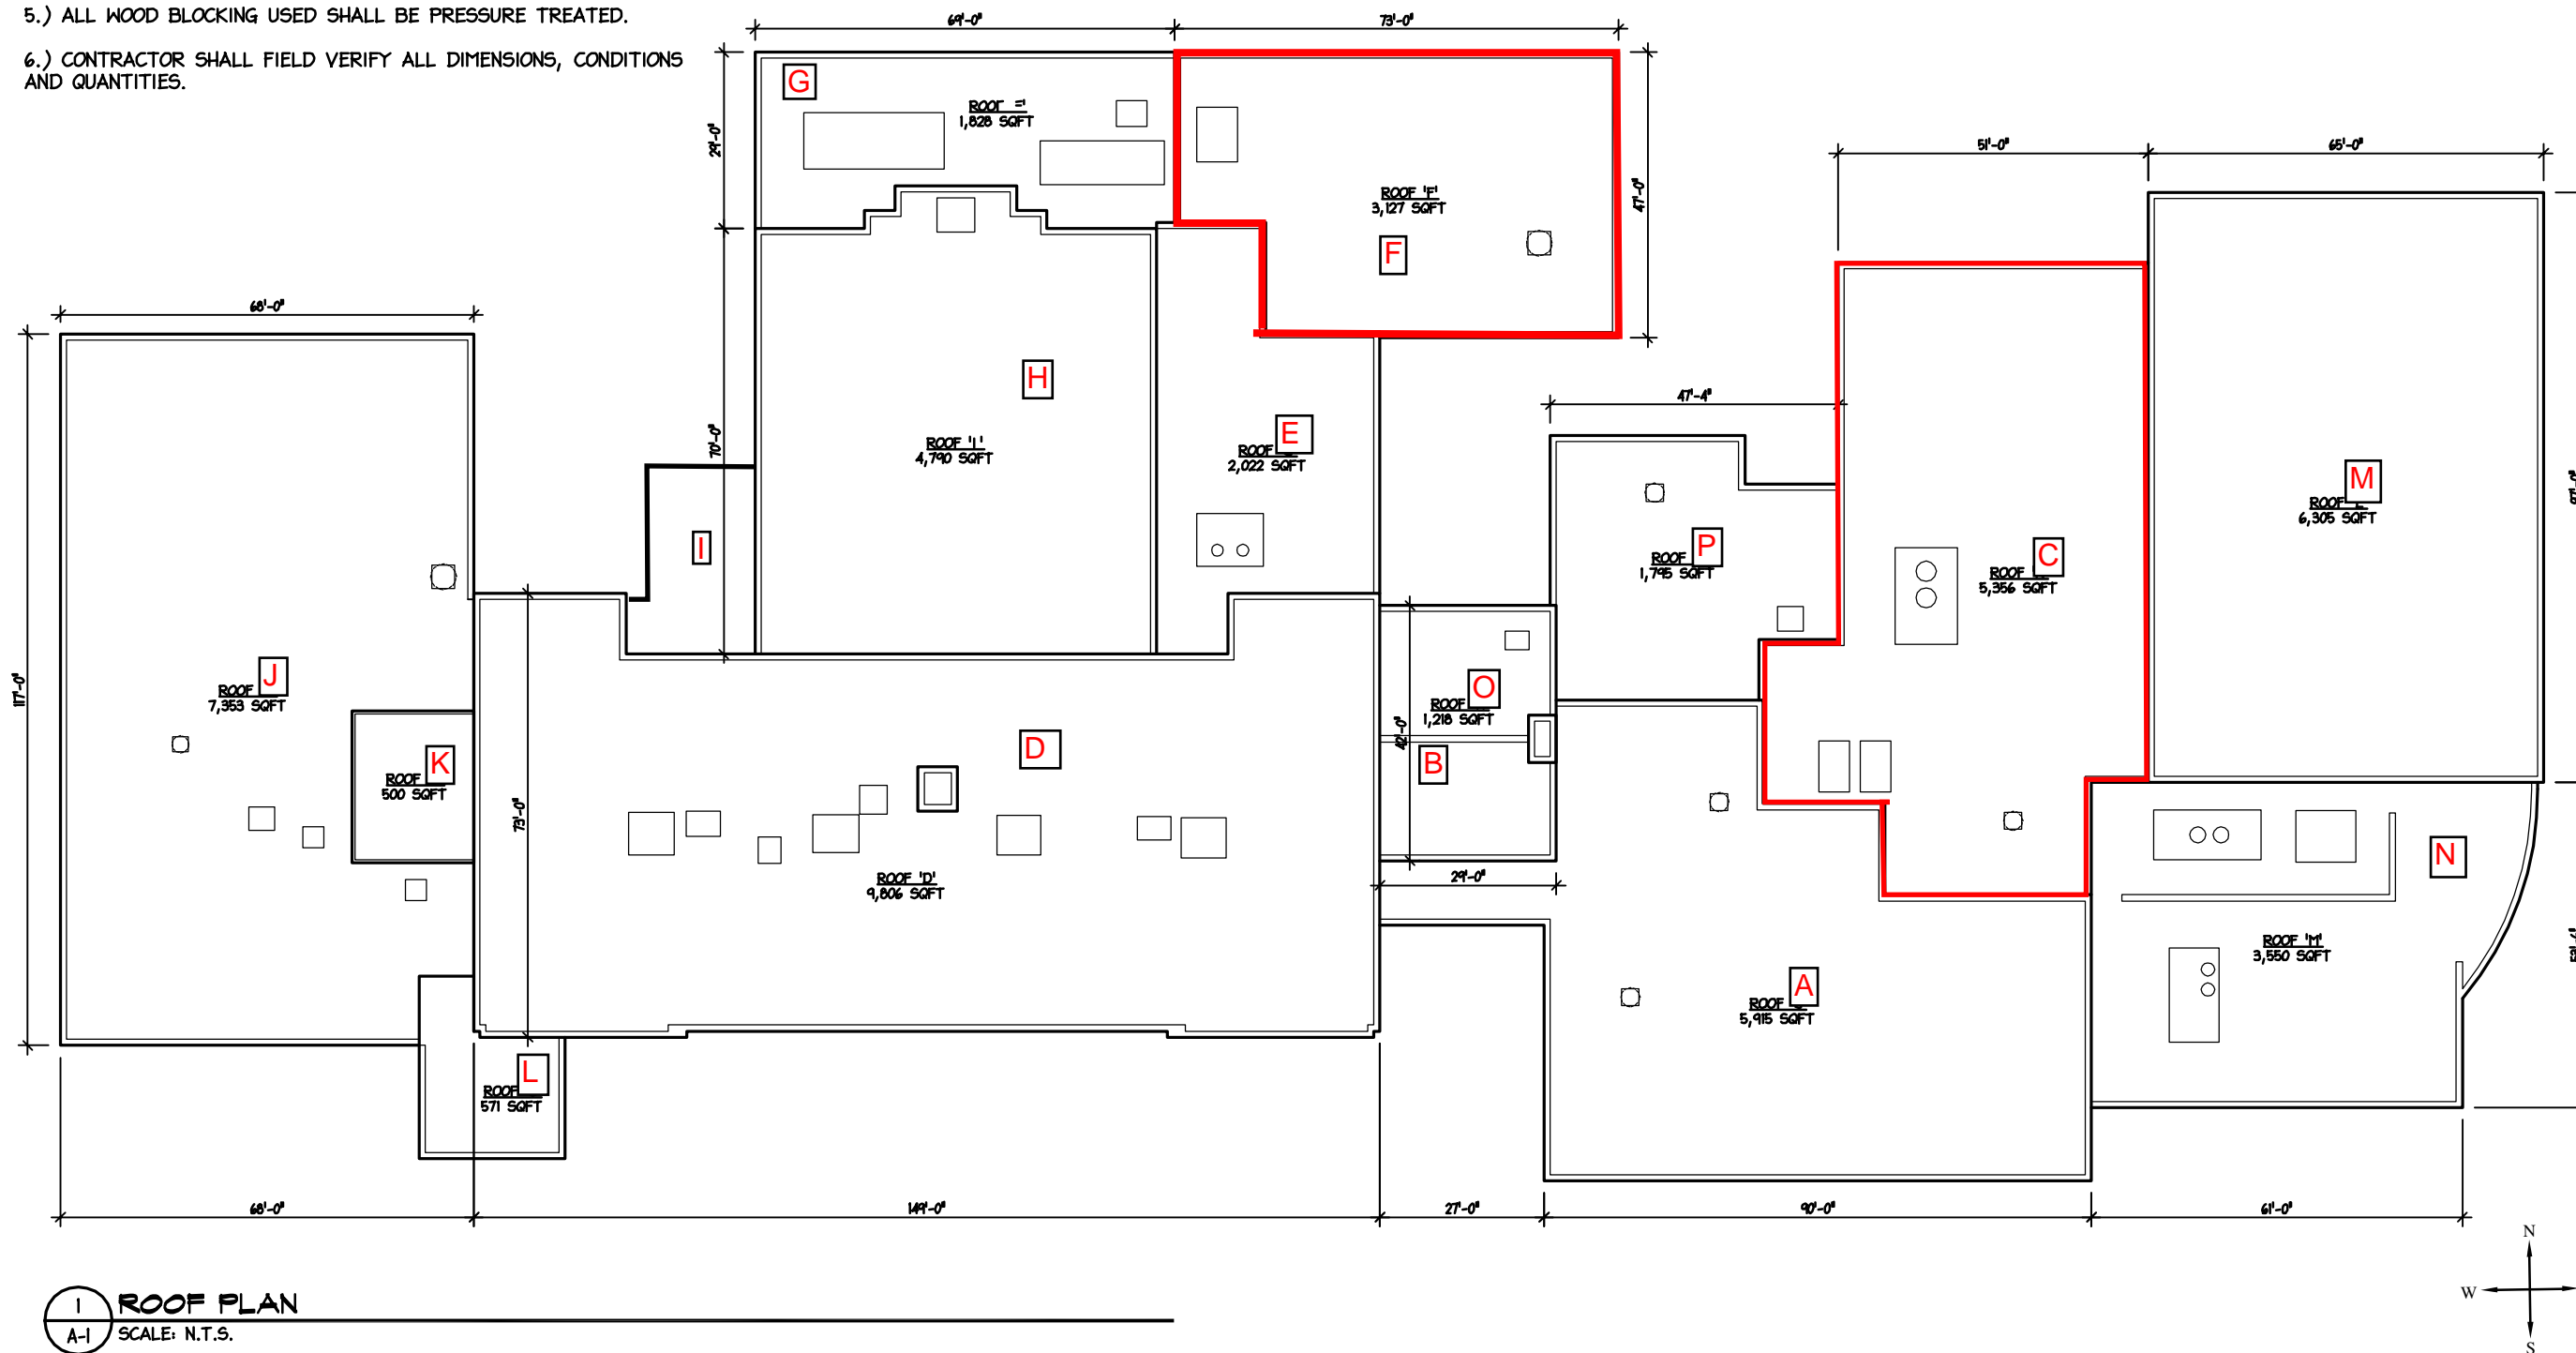 5.) ALL WOOD BLOCKING USED SHALL BE PRESSURE TREATED.
6.) CONTRACTOR SHALL FIELD VERIFY ALL DIMENSIONS, CONDITIONS
AND QUANTITIES.
69'-0"
73'-0"
G
ROOF
1,828 SQFT
29'-0"
ROOF 'F'
3,127 SQFT
F
47'-0"
51'-0"
65'-0"
68'-0"
H
ROOF 'I'
4,790 SQFT
70'-0"
E
ROOF
2,022 SQFT
47'-4"
M
ROOF
6,305 SQFT
I
P
ROOF
1,795 SQFT
C
ROOF
5,356 SQFT
J
ROOF
7,353 SQFT
117'-0"
O
ROOF
1,218 SQFT
42'-0"
B
K
ROOF
500 SQFT
D
73'-0"
ROOF 'D'
9,806 SQFT
29'-0"
N
ROOF 'M'
3,550 SQFT
A
ROOF
5,915 SQFT
L
ROOF
571 SQFT
68'-0"
149'-0"
27'-0"
90'-0"
61'-0"
N
W
S
1
A-1
ROOF PLAN
SCALE: N.T.S.